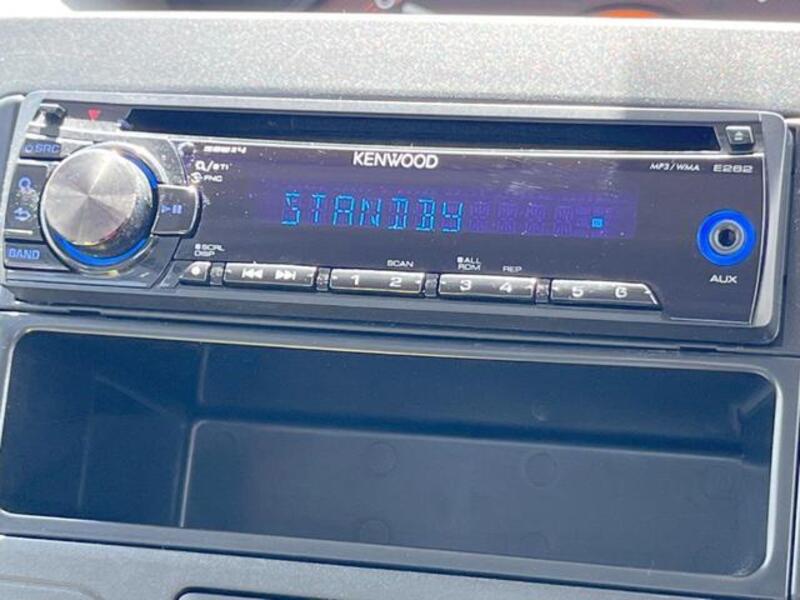 SRC
KENWOOD
MP3/WMA E262
FNC
STANDBY
BAND
SCRL
DISP
SCAN
ALL
RDM
REP
1 2 3 4 5 6
AUX